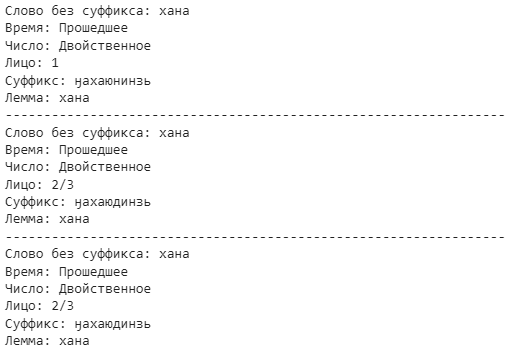 Слово без суффикса: хана
Время: Прошедшее
Число: Двойственное
Лицо: 1
Суффикс: ӈахаюнинзь
Лемма: хана
------------------------------------------------------------------
Слово без суффикса: хана
Время: Прошедшее
Число: Двойственное
Лицо: 2/3
Суффикс: ӈахаюдинзь
Лемма: хана
------------------------------------------------------------------
Слово без суффикса: хана
Время: Прошедшее
Число: Двойственное
Лицо: 2/3
Суффикс: ӈахаюдинзь
Лемма: хана